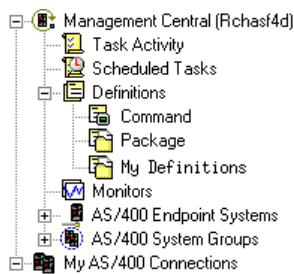 Management Central (Rchasf4d)
Task Activity
Scheduled Tasks
Definitions
Command
Package
My Definitions
Monitors
AS/400 Endpoint Systems
AS/400 System Groups
My AS/400 Connections